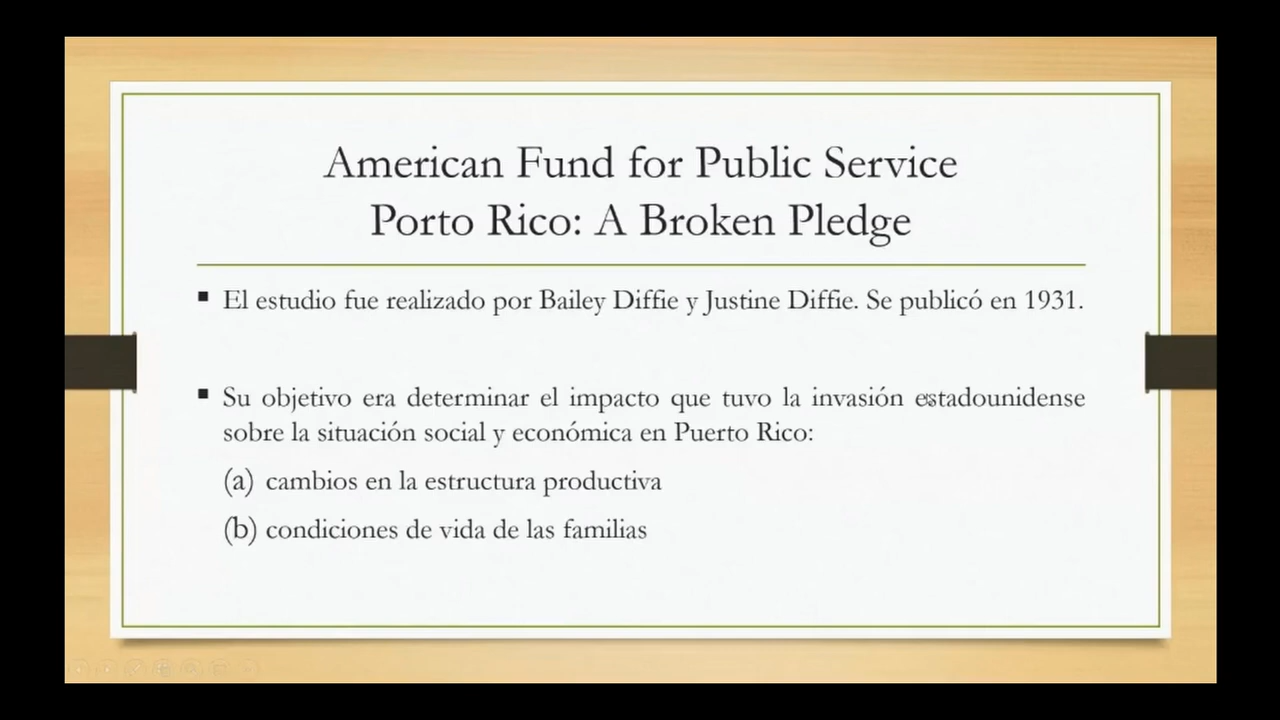 American Fund for Public Service
Porto Rico: A Broken Pledge
▪ El estudio fue realizado por Bailey Diffie y Justine Diffie. Se publicó en 1931.
▪ Su objetivo era determinar el impacto que tuvo la invasión estadounidense
sobre la situación social y económica en Puerto Rico:
(a) cambios en la estructura productiva
(b) condiciones de vida de las familias